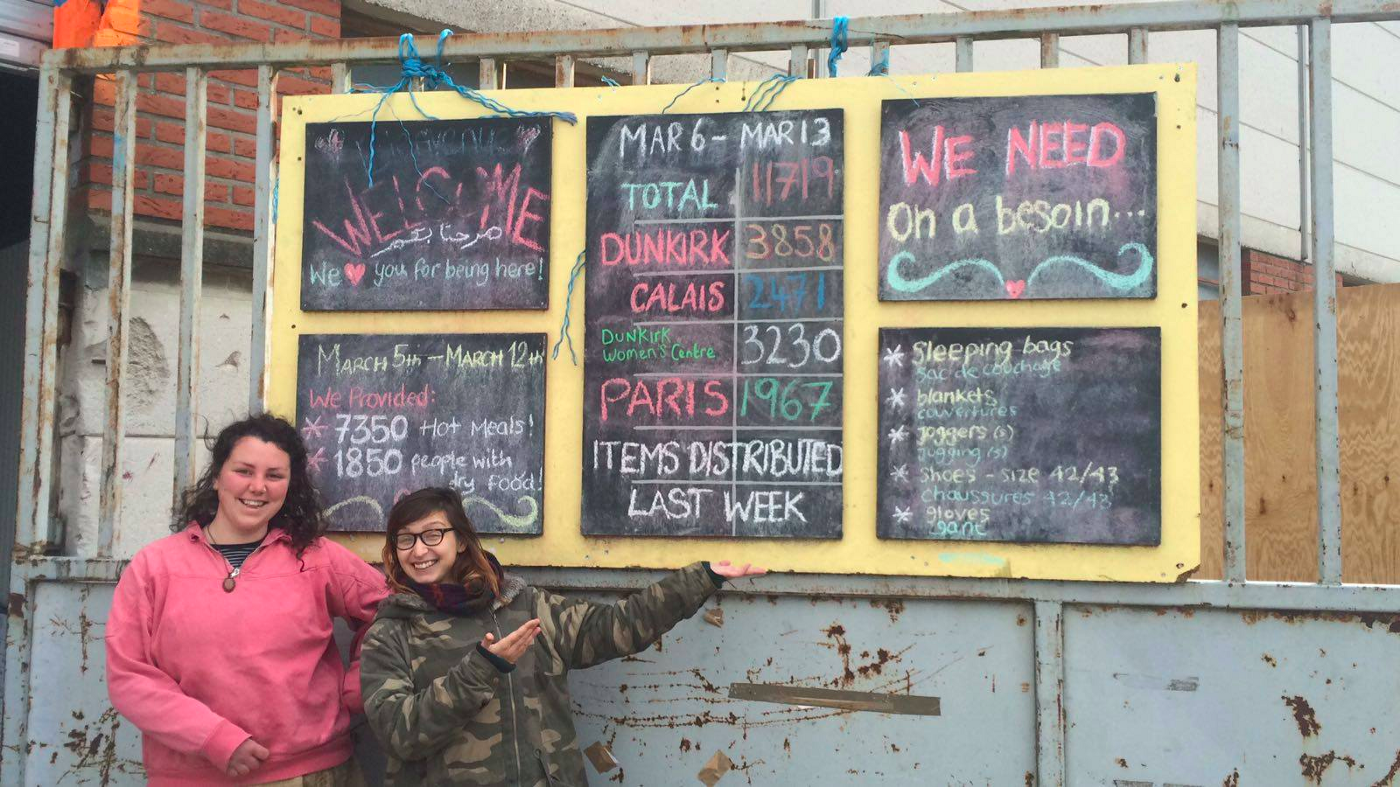 WELCOME
مرحبا بكم
We ♥ you for being here!
March 5th - March 12th
We Provided:
* 7350 Hot Meals!
* 1850 people with
dry food!
MAR 6 - MAR 13
TOTAL 11719
DUNKIRK 3858
CALAIS 2471
DUNKIRK
WOMEN'S CENTRE 3230
PARIS 1967
ITEMS DISTRIBUTED
LAST WEEK
WE NEED
on a besoin...
* Sleeping bags
sac de couchage
* blankets
couvertures
* joggers (s)
jogging (s)
* Shoes - size 42/43
chaussures 42/43
* gloves
gant